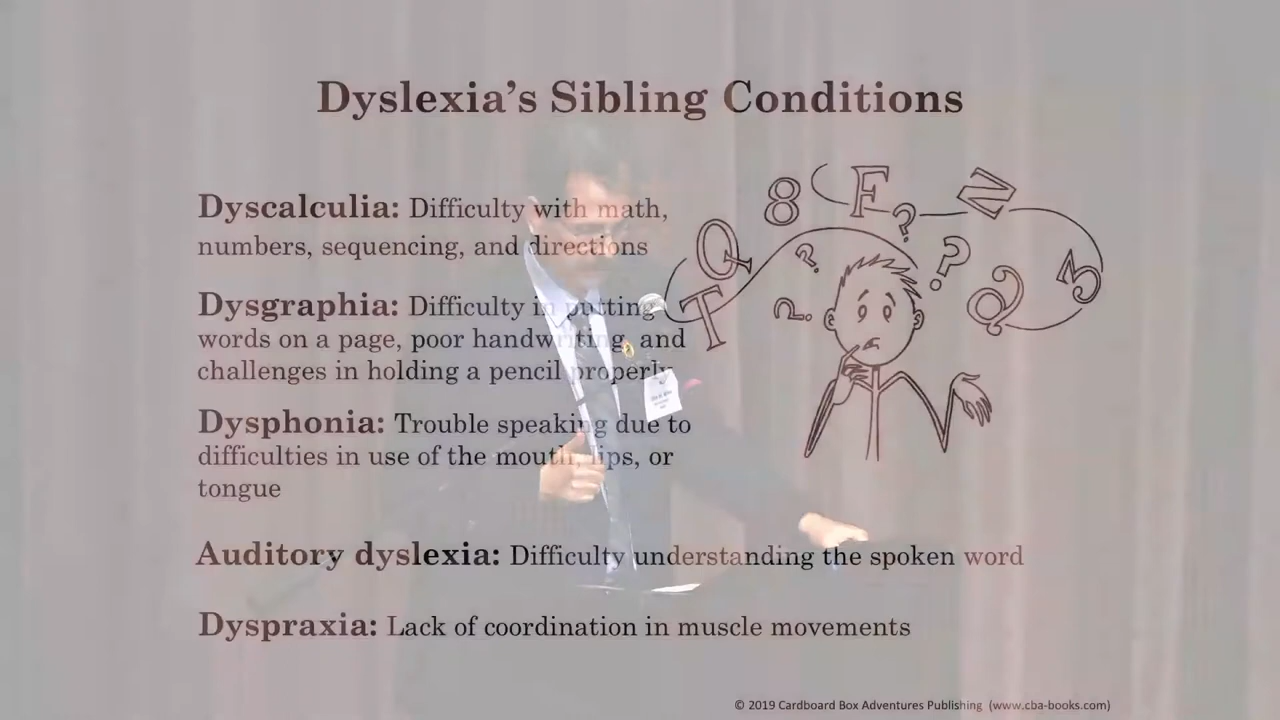 Dyslexia's Sibling Conditions
Dyscalculia: Difficulty with math,
numbers, sequencing, and directions
Dysgraphia: Difficulty in putting
words on a page, poor handwriting, and
challenges in holding a pencil properly
Dysphonia: Trouble speaking due to
difficulties in use of the mouth, lips, or
tongue
Auditory dyslexia: Difficulty understanding the spoken word
Dyspraxia: Lack of coordination in muscle movements
8 F N
Q ? ? ? 3
T ? 2
© 2019 Cardboard Box Adventures Publishing (www.cba-books.com)